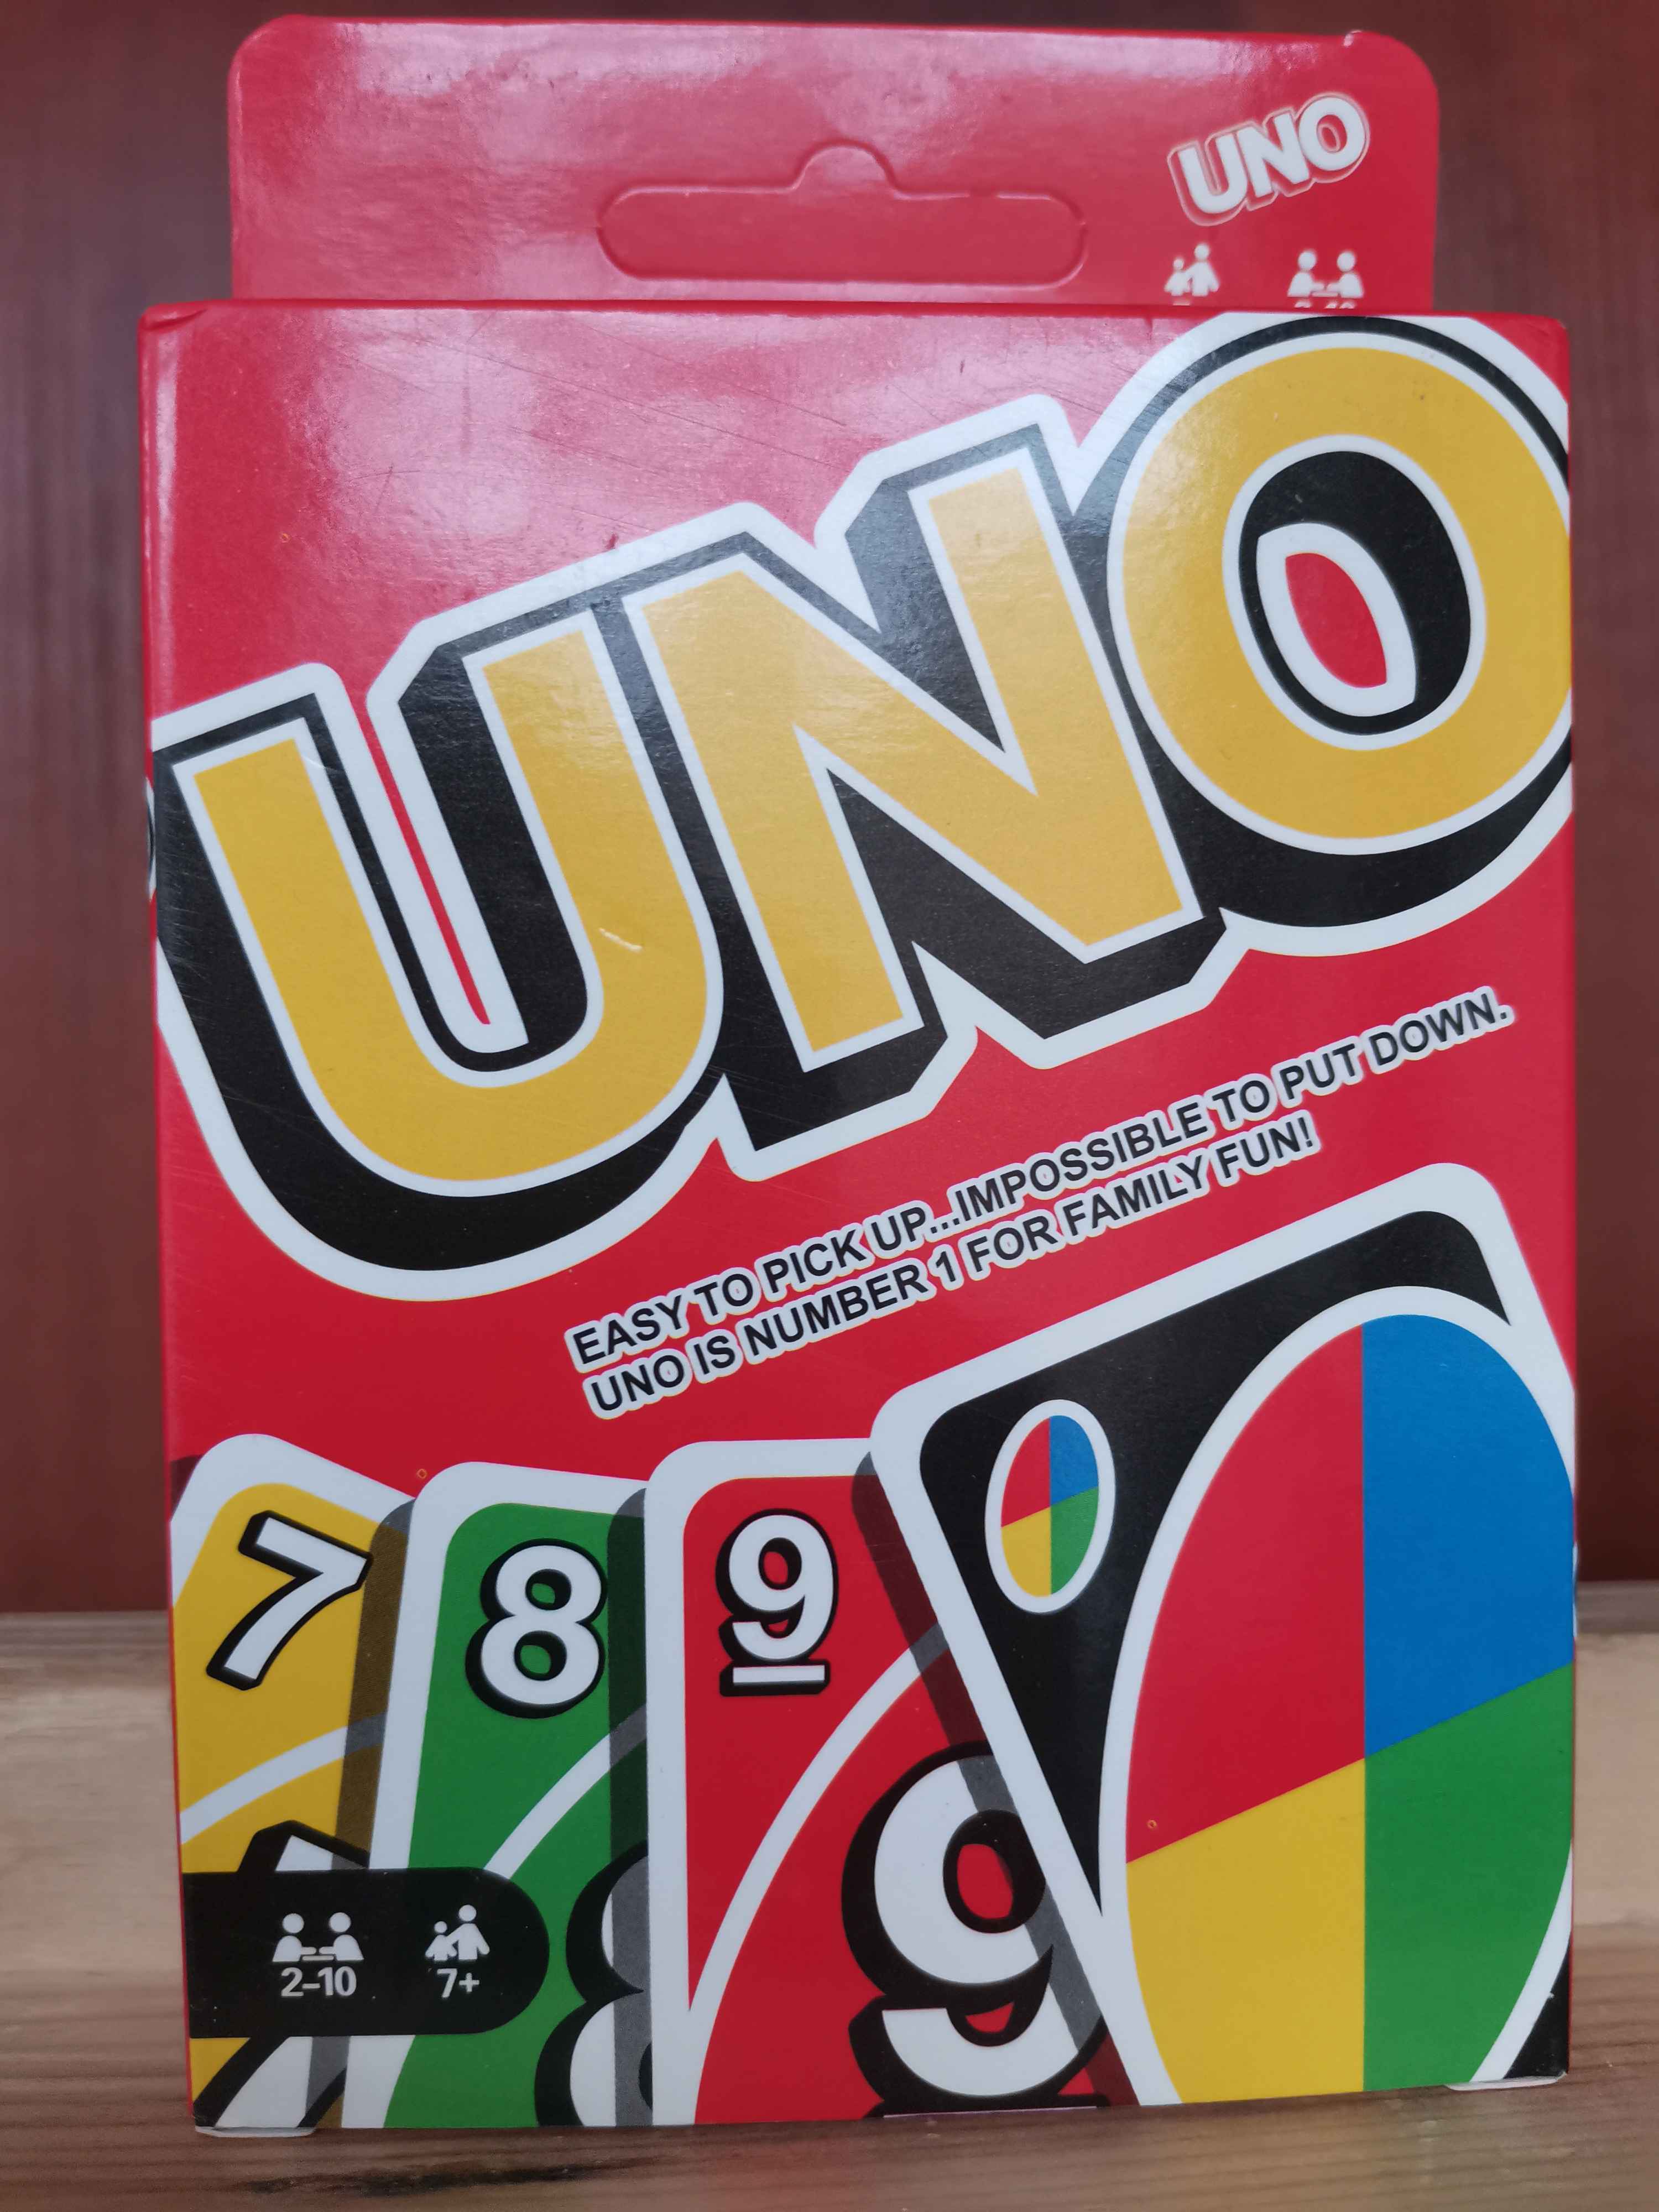 UNO
UNO
EASY TO PICK UP...IMPOSSIBLE TO PUT DOWN.
UNO IS NUMBER 1 FOR FAMILY FUN!
7
8
9
9
2-10
7+